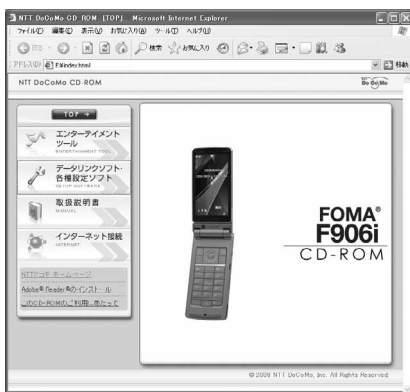 NTT DoCoMo CD-ROM [TOP] - Microsoft Internet Explorer
ファイル(F) 編集(E) 表示(V) お気に入り(A) ツール(T) ヘルプ(H)
戻る 検索 お気に入り
アドレス(D) E:¥index.html 移動
NTT DoCoMo CD-ROM
DoCoMo
TOP
エンターテイメント
ツール
ENTERTAINMENT TOOL
データリンクソフト・
各種設定ソフト
SETUP SOFTWARE
取扱説明書
MANUAL
インターネット接続
INTERNET
NTTドコモ ホームページ
Adobe® Reader®のインストール
このCD-ROMのご利用にあたって
FOMA®
F906i
CD-ROM
© 2008 NTT DoCoMo, Inc. All Rights Reserved.